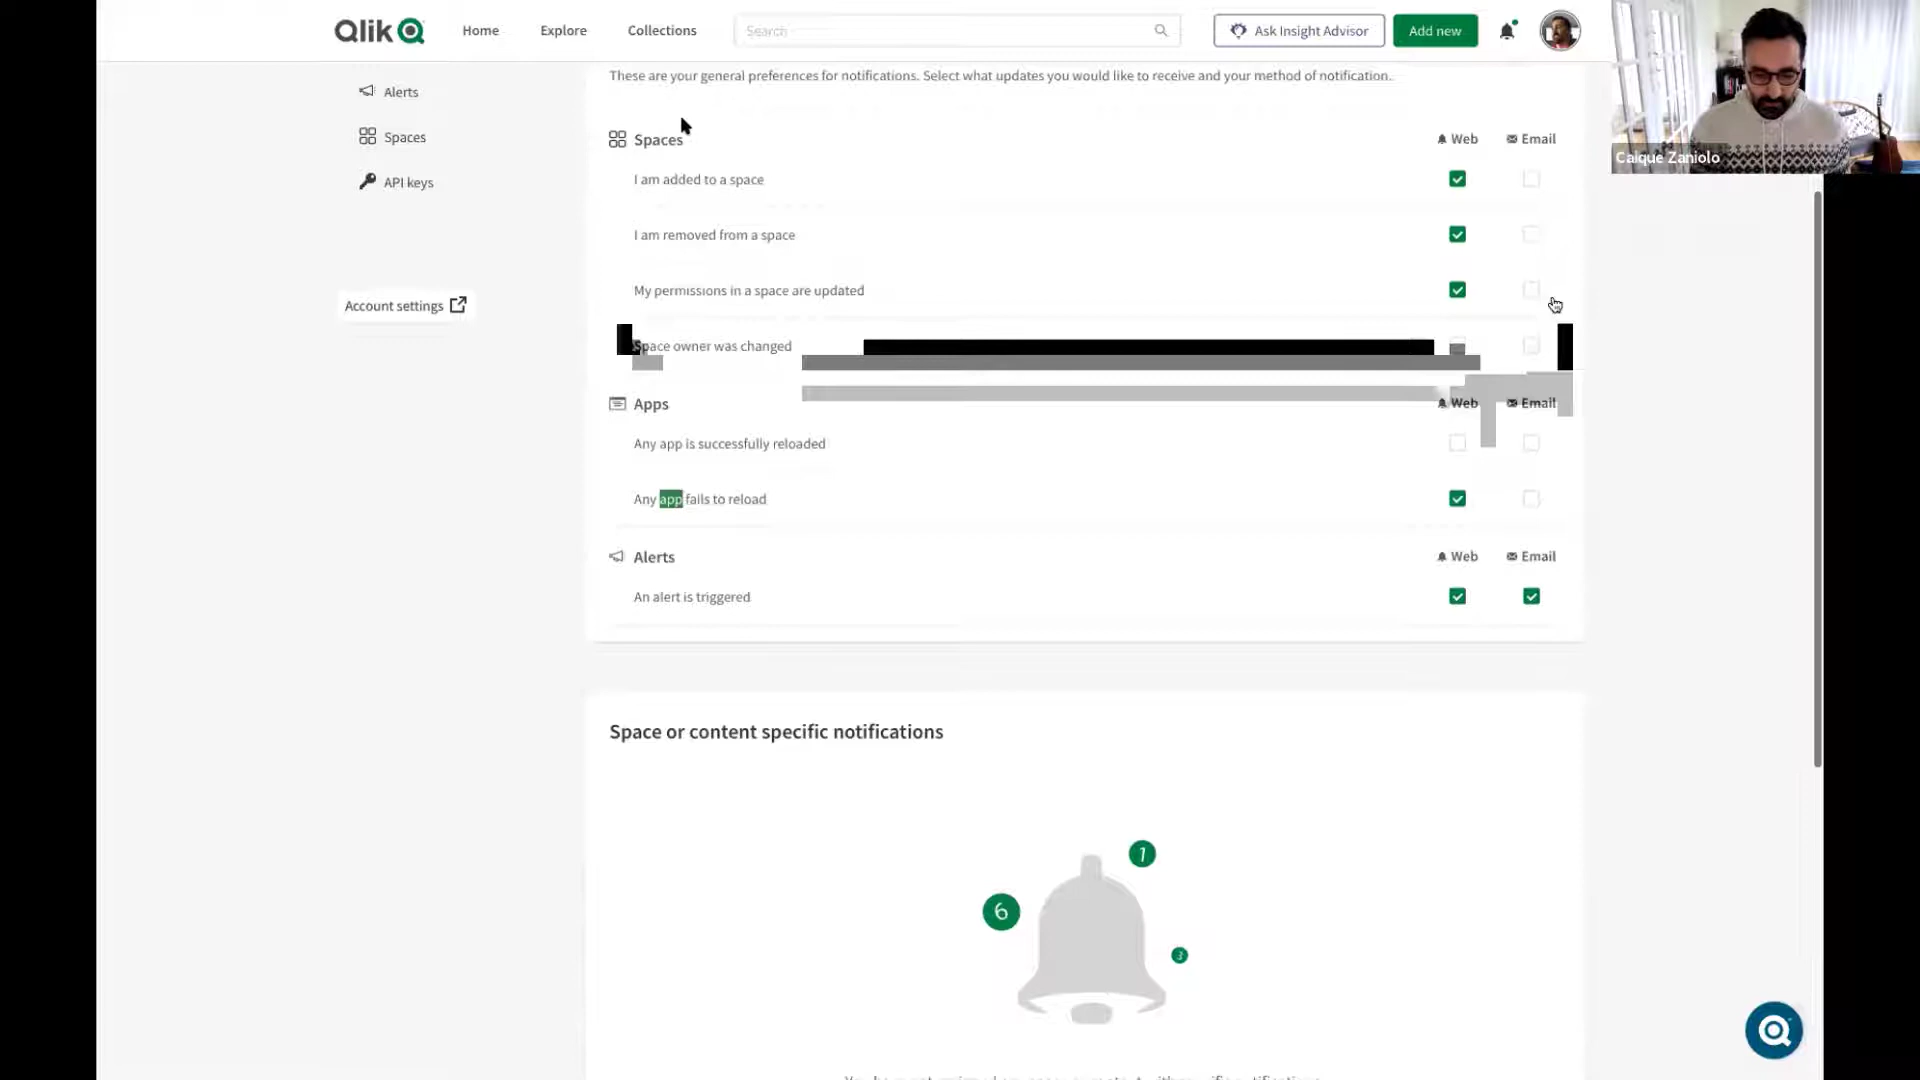 Qlik
Home
Explore
Collections
Search
Ask Insight Advisor
Add new
These are your general preferences for notifications. Select what updates you would like to receive and your method of notification.
Alerts
Spaces
API keys
Account settings
Caique Zaniolo
Spaces
Web
Email
I am added to a space
I am removed from a space
My permissions in a space are updated
Space owner was changed
Apps
Web
Email
Any app is successfully reloaded
Any app fails to reload
Alerts
Web
Email
An alert is triggered
Space or content specific notifications
1
6
3